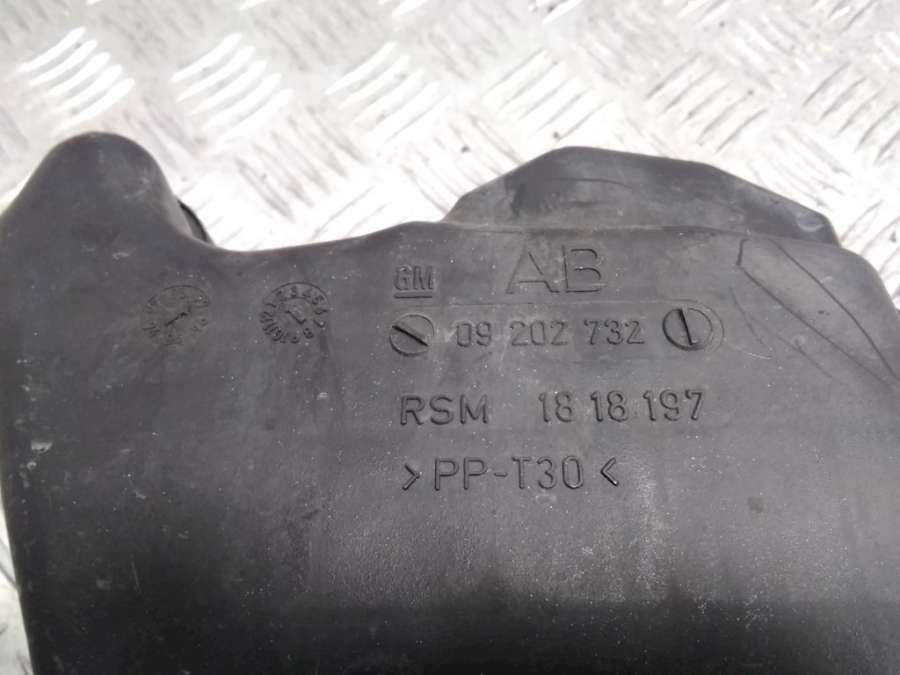 GM AB
09 202 732
RSM 18 18 197
>PP-T30<